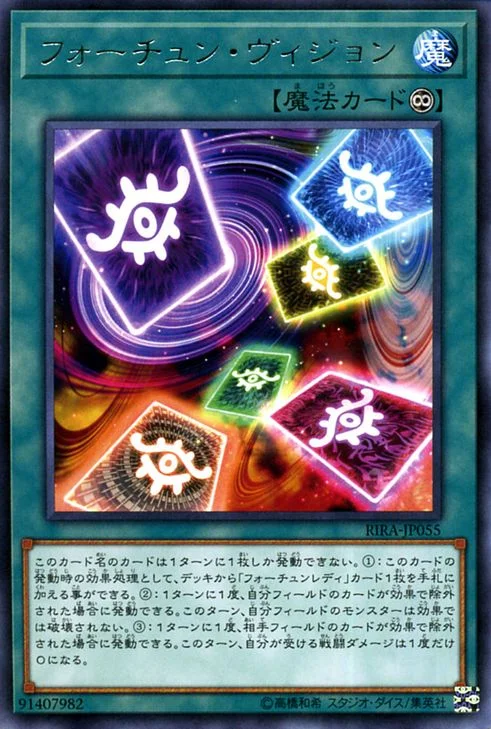 フォーチュン・ヴィジョン 魔
【魔法カード∞】
RIRA-JP055
このカード名のカードは1ターンに1枚しか発動できない。①:このカードの
発動時の効果処理として、デッキから「フォーチュンレディ」カード1枚を手札に
加える事ができる。②:1ターンに1度、自分フィールドのカードが効果で除外
された場合に発動できる。このターン、自分フィールドのモンスターは効果で
は破壊されない。③:1ターンに1度、相手フィールドのカードが効果で除外
された場合に発動できる。このターン、自分が受ける戦闘ダメージは1度だけ
0になる。
91407982 ©高橋和希 スタジオ・ダイス/集英社